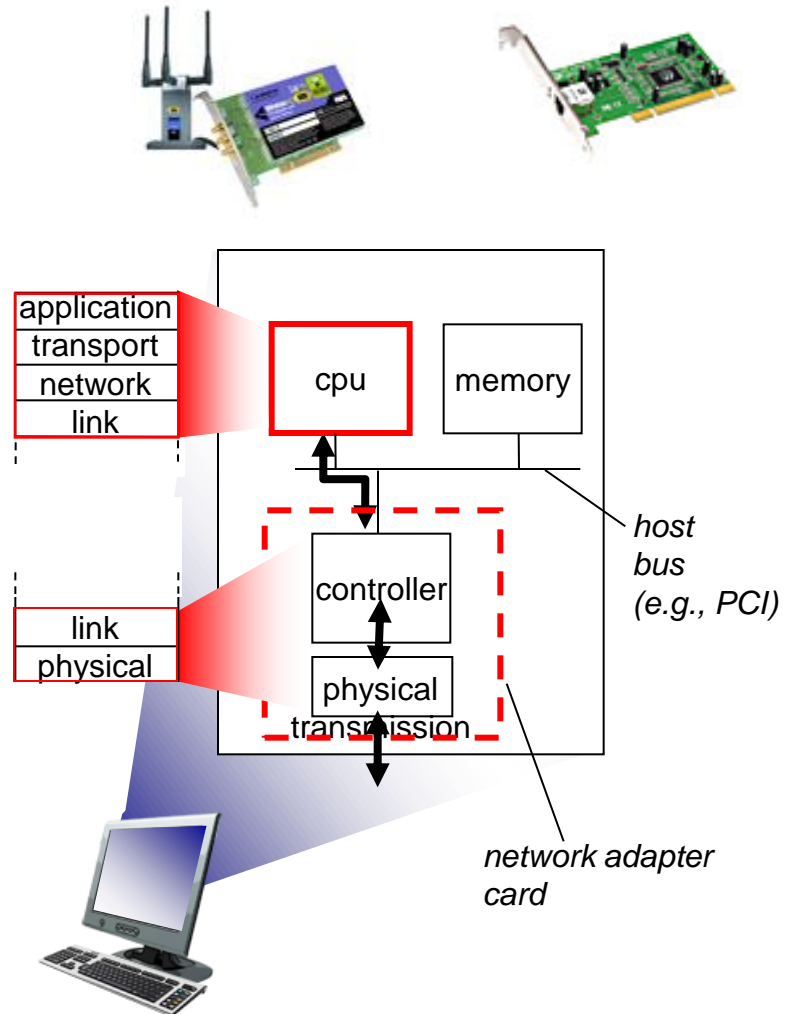 application
transport
network
link
cpu
memory
host
bus
(e.g., PCI)
controller
link
physical
physical
transmission
network adapter
card